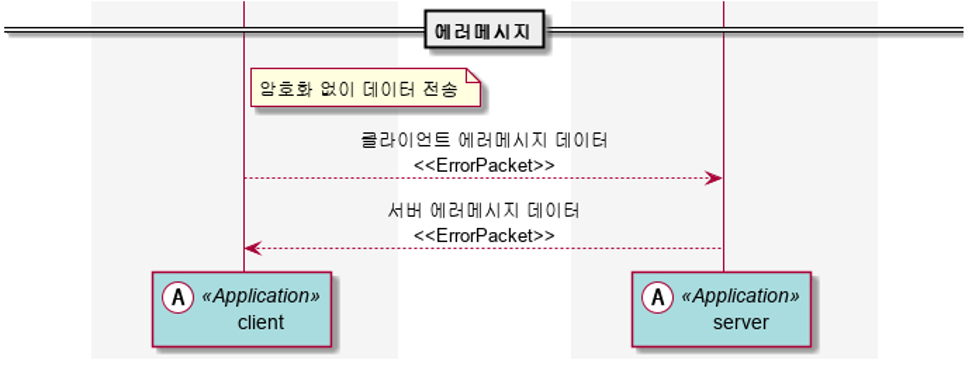 에러메시지
암호화 없이 데이터 전송
클라이언트 에러메시지 데이터
<<ErrorPacket>>
서버 에러메시지 데이터
<<ErrorPacket>>
A «Application»
client
A «Application»
server